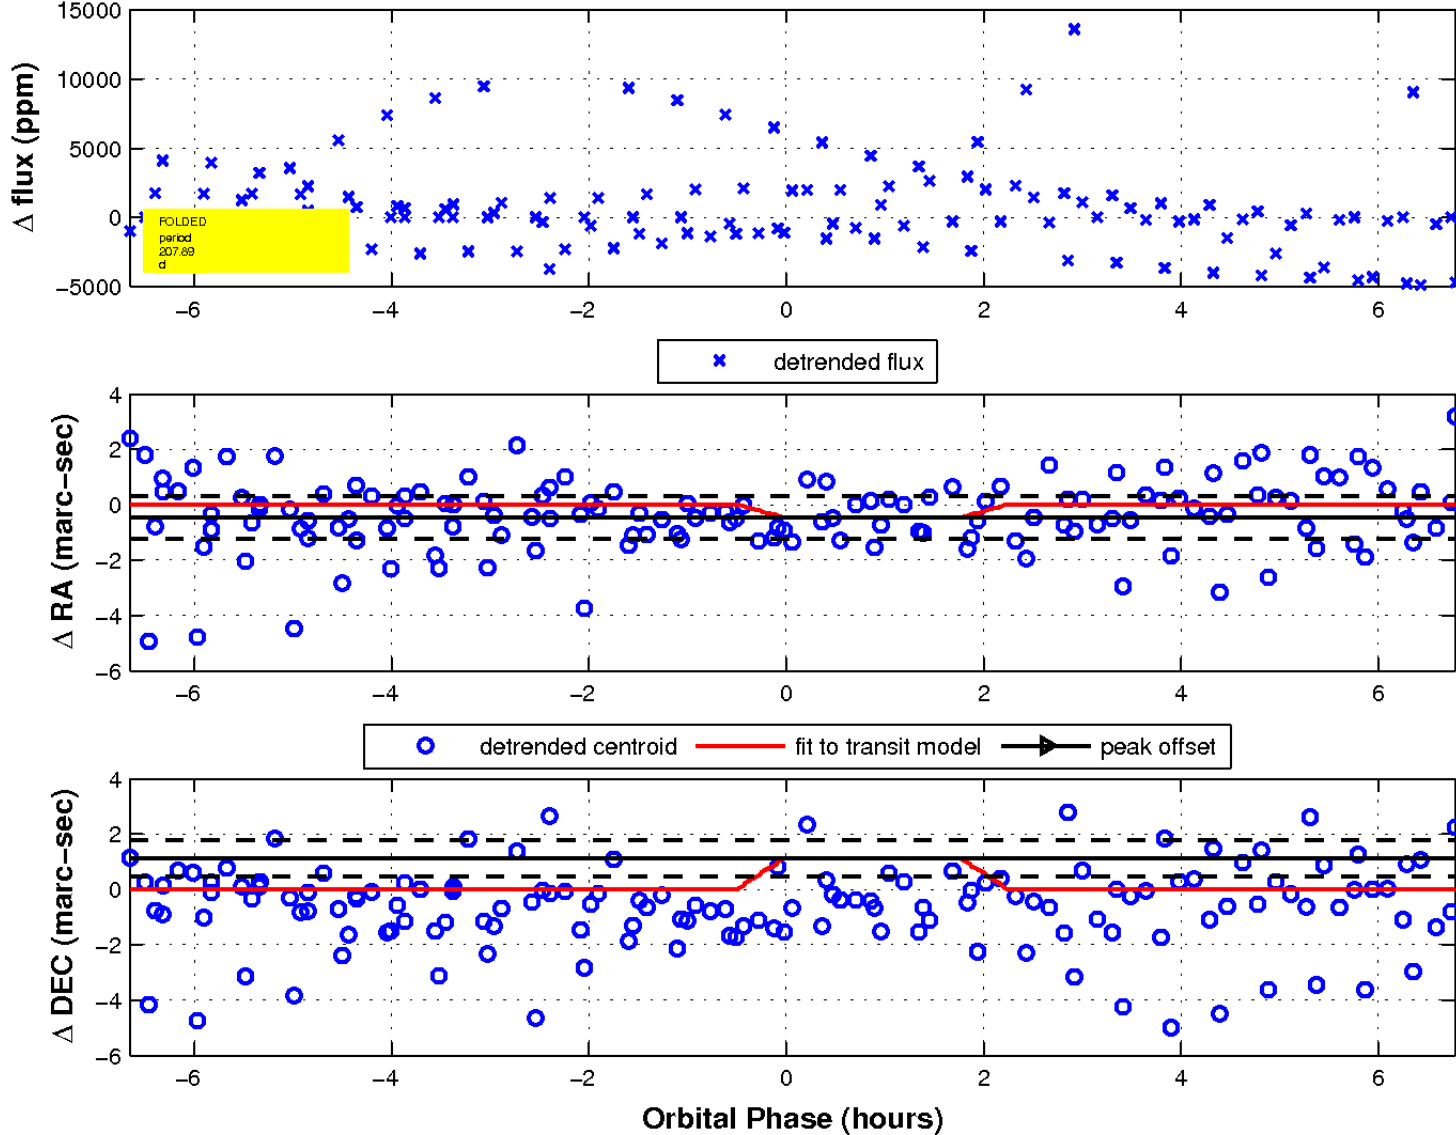 15000
10000
5000
0
−5000
Δ flux (ppm)
FOLDED
period
207.89
d
−6 −4 −2 0 2 4 6
detrended flux
4
2
0
−2
−4
−6
Δ RA (marc−sec)
−6 −4 −2 0 2 4 6
detrended centroid fit to transit model peak offset
4
2
0
−2
−4
−6
Δ DEC (marc−sec)
−6 −4 −2 0 2 4 6
Orbital Phase (hours)